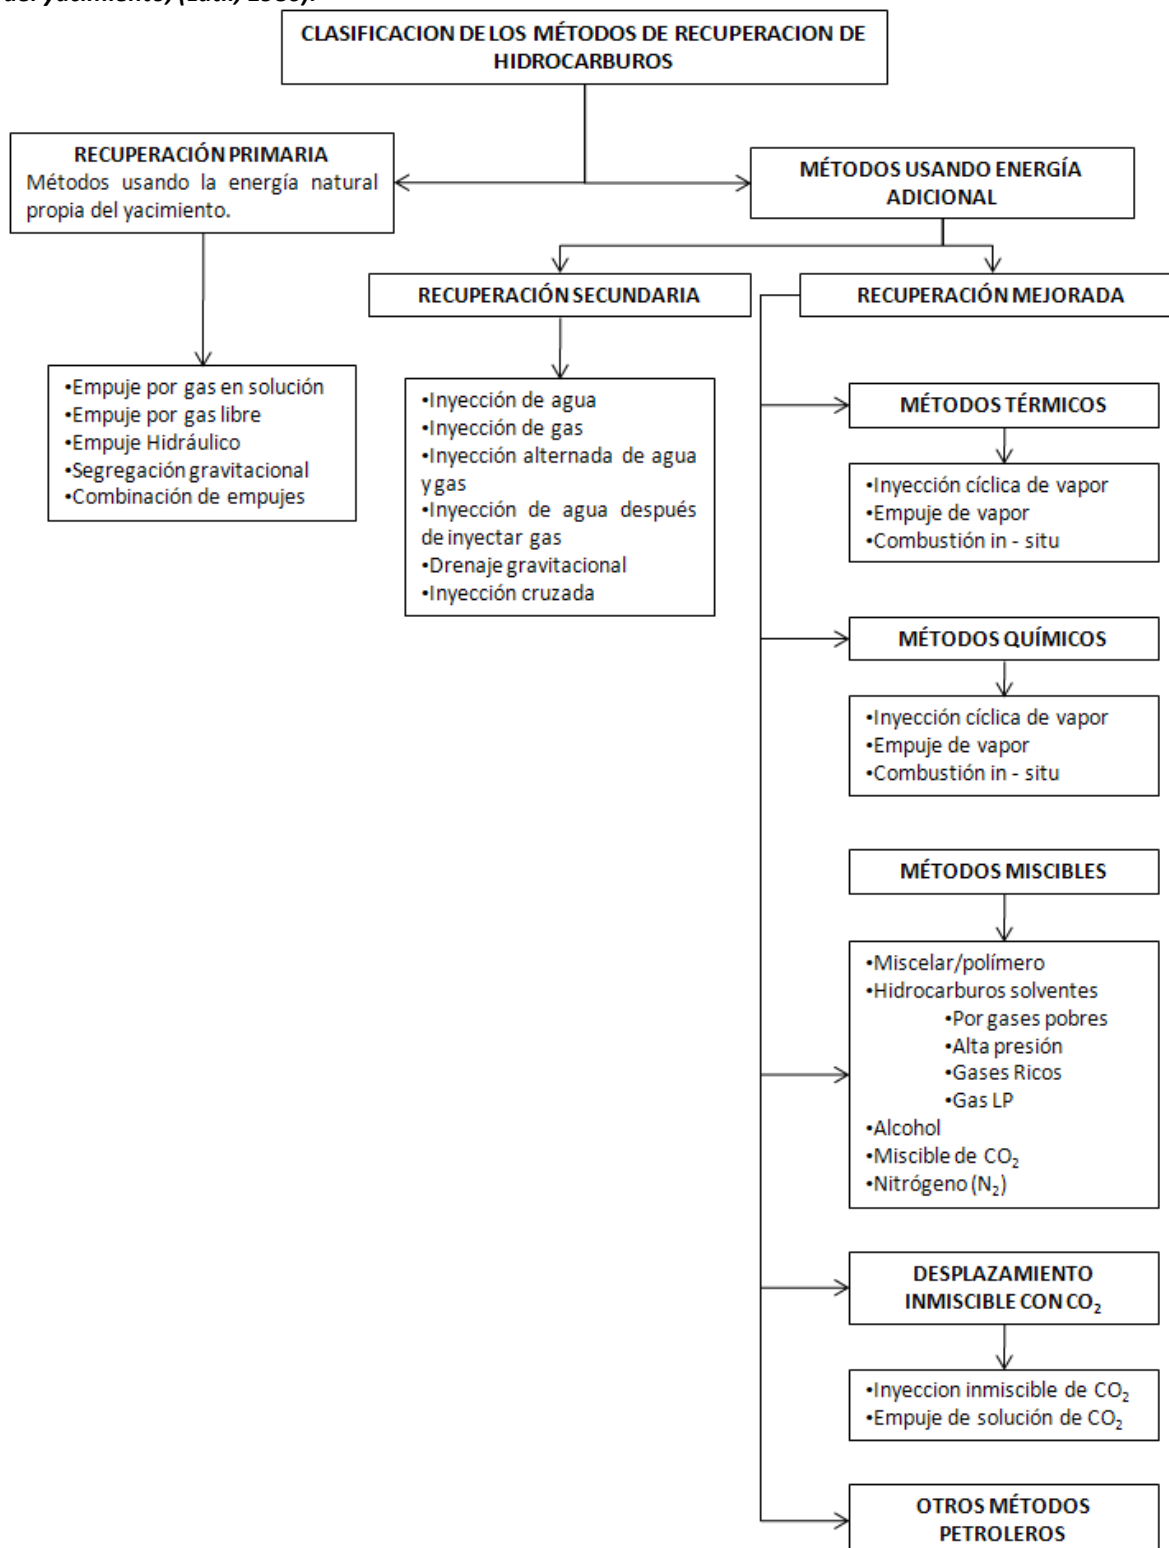 CLASIFICACION DE LOS MÉTODOS DE RECUPERACION DE
HIDROCARBUROS
RECUPERACIÓN PRIMARIA
Métodos usando la energía natural
propia del yacimiento.
MÉTODOS USANDO ENERGÍA
ADICIONAL
RECUPERACIÓN SECUNDARIA
RECUPERACIÓN MEJORADA
•Empuje por gas en solución
•Empuje por gas libre
•Empuje Hidráulico
•Segregación gravitacional
•Combinación de empujes
•Inyección de agua
•Inyección de gas
•Inyección alternada de agua
y gas
•Inyección de agua después
de inyectar gas
•Drenaje gravitacional
•Inyección cruzada
MÉTODOS TÉRMICOS
•Inyección cíclica de vapor
•Empuje de vapor
•Combustión in - situ
MÉTODOS QUÍMICOS
•Inyección cíclica de vapor
•Empuje de vapor
•Combustión in - situ
MÉTODOS MISCIBLES
•Miscelar/polímero
•Hidrocarburos solventes
•Por gases pobres
•Alta presión
•Gases Ricos
•Gas LP
•Alcohol
•Miscible de CO₂
•Nitrógeno (N₂)
DESPLAZAMIENTO
INMISCIBLE CON CO₂
•Inyeccion inmiscible de CO₂
•Empuje de solución de CO₂
OTROS MÉTODOS
PETROLEROS